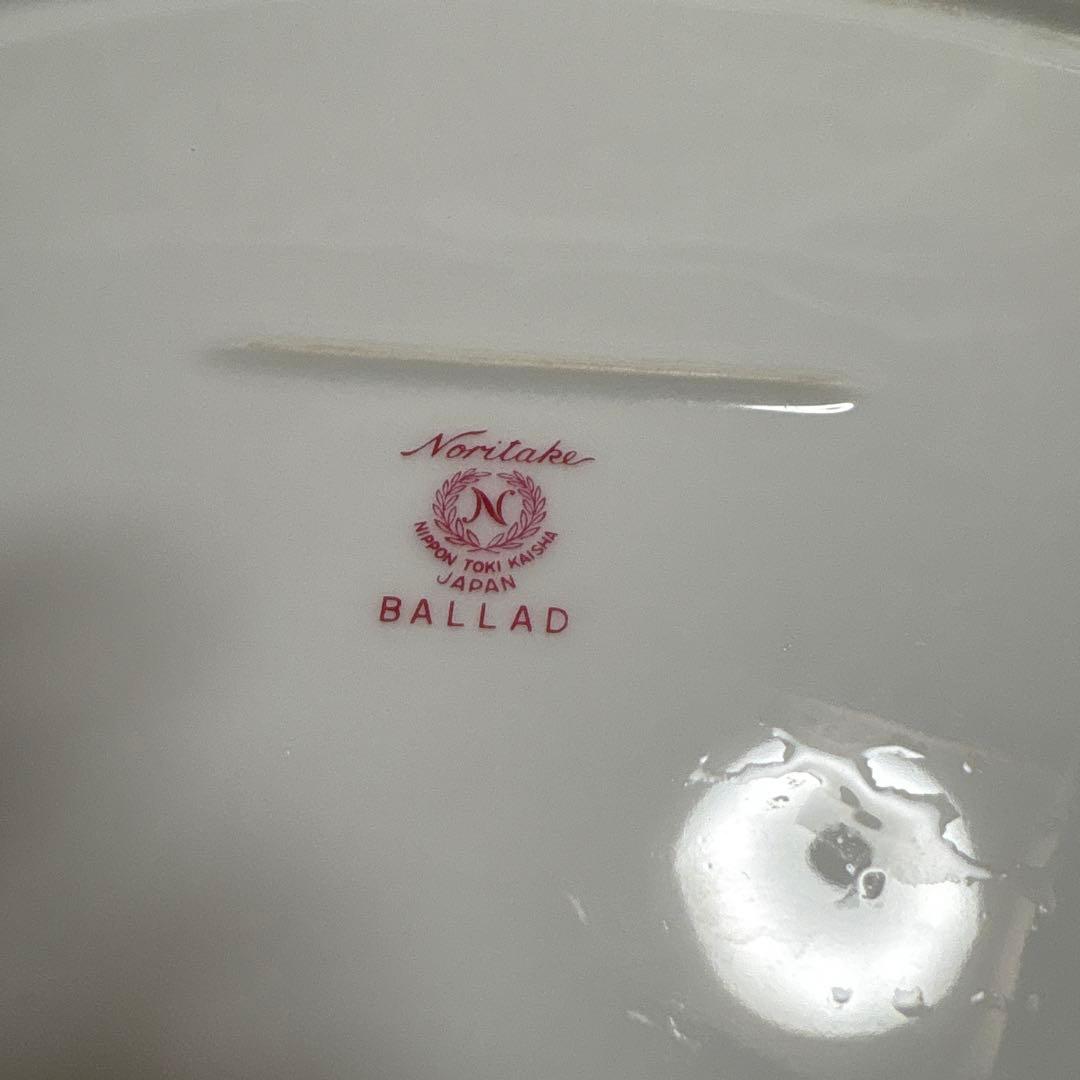 Noritake
N
NIPPON TOKI KAISHA
JAPAN
BALLAD